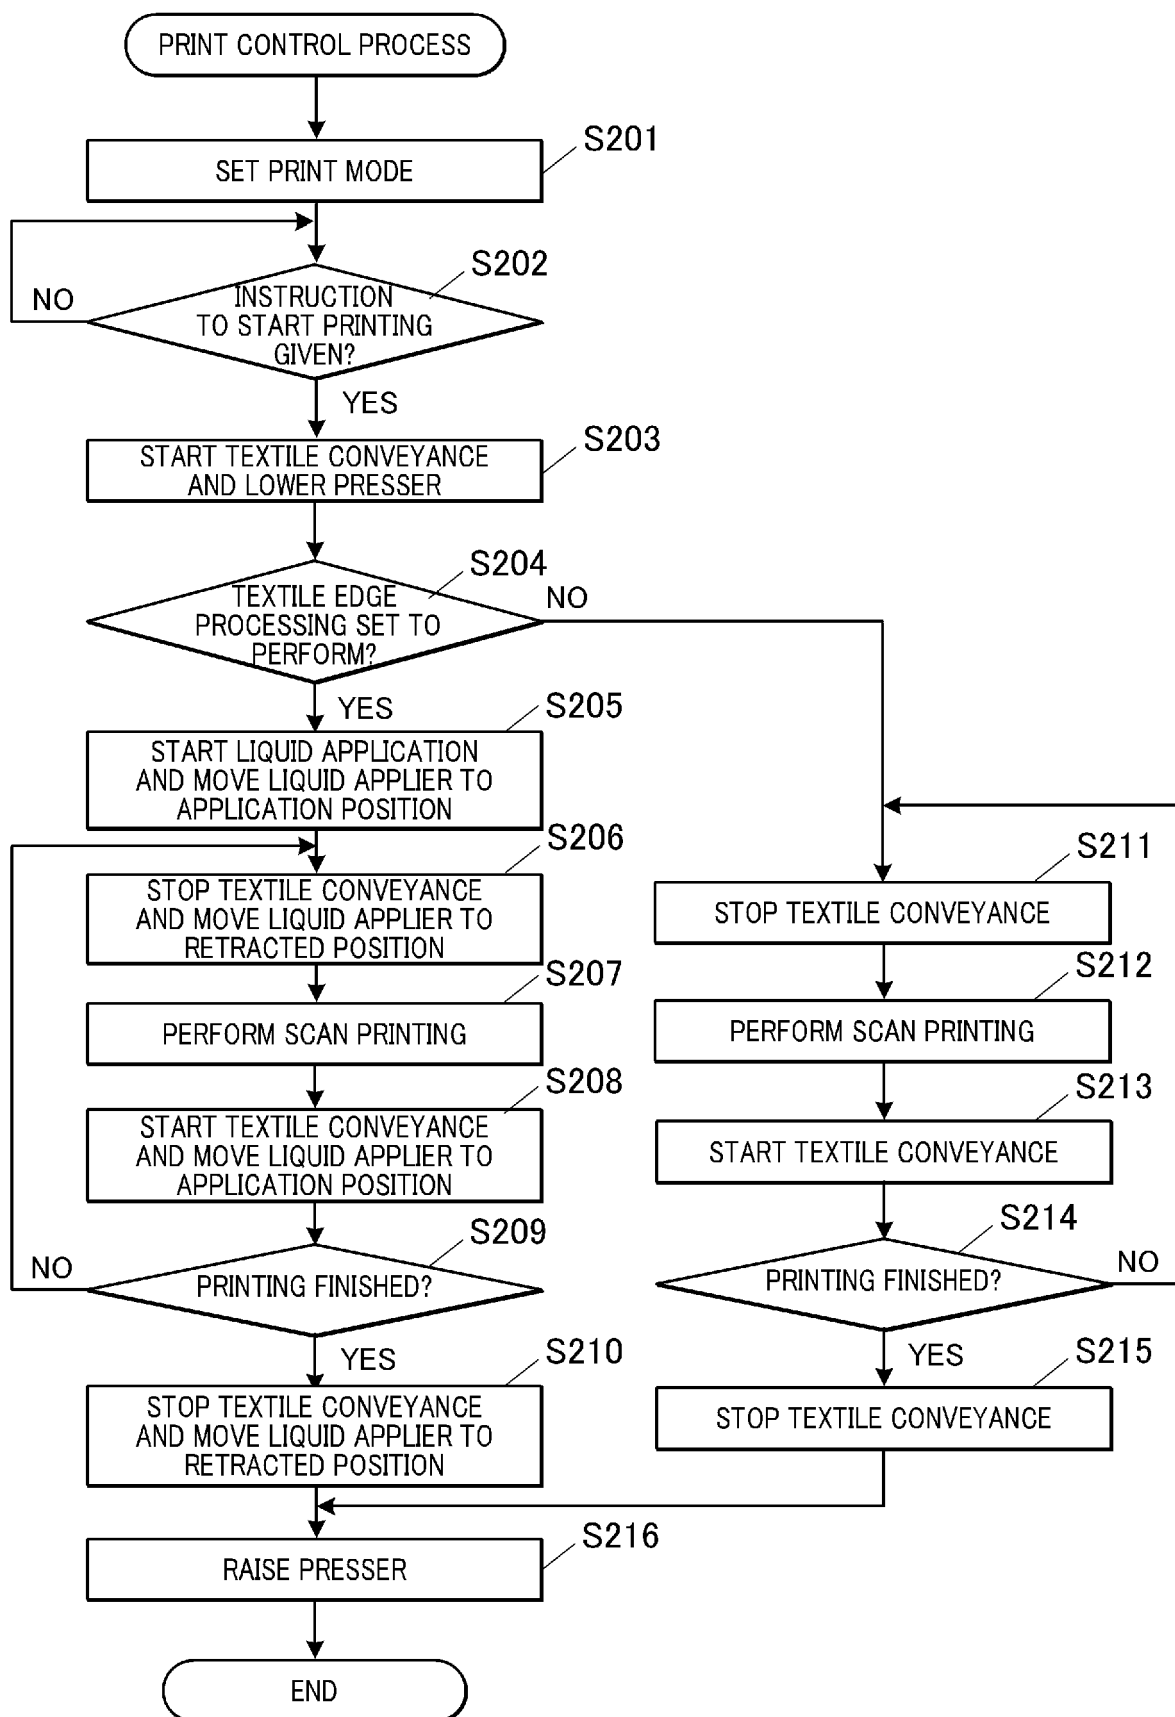 PRINT CONTROL PROCESS
S201
SET PRINT MODE
S202
NO
INSTRUCTION
TO START PRINTING
GIVEN?
YES
S203
START TEXTILE CONVEYANCE
AND LOWER PRESSER
S204
NO
TEXTILE EDGE
PROCESSING SET TO
PERFORM?
YES
S205
START LIQUID APPLICATION
AND MOVE LIQUID APPLIER TO
APPLICATION POSITION
S206
STOP TEXTILE CONVEYANCE
AND MOVE LIQUID APPLIER TO
RETRACTED POSITION
S207
PERFORM SCAN PRINTING
S208
START TEXTILE CONVEYANCE
AND MOVE LIQUID APPLIER TO
APPLICATION POSITION
S209
NO
PRINTING FINISHED?
YES
S210
STOP TEXTILE CONVEYANCE
AND MOVE LIQUID APPLIER TO
RETRACTED POSITION
S211
STOP TEXTILE CONVEYANCE
S212
PERFORM SCAN PRINTING
S213
START TEXTILE CONVEYANCE
S214
PRINTING FINISHED?
NO
YES
S215
STOP TEXTILE CONVEYANCE
S216
RAISE PRESSER
END